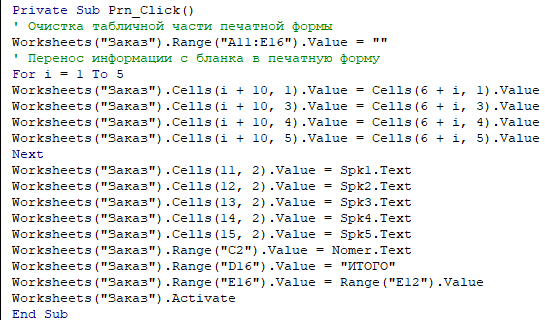 Private Sub Prn_Click()
' Очистка табличной части печатной формы
Worksheets("Заказ").Range("A11:E16").Value = ""
' Перенос информации с бланка в печатную форму
For i = 1 To 5
Worksheets("Заказ").Cells(i + 10, 1).Value = Cells(6 + i, 1).Value
Worksheets("Заказ").Cells(i + 10, 3).Value = Cells(6 + i, 3).Value
Worksheets("Заказ").Cells(i + 10, 4).Value = Cells(6 + i, 4).Value
Worksheets("Заказ").Cells(i + 10, 5).Value = Cells(6 + i, 5).Value
Next
Worksheets("Заказ").Cells(11, 2).Value = Spk1.Text
Worksheets("Заказ").Cells(12, 2).Value = Spk2.Text
Worksheets("Заказ").Cells(13, 2).Value = Spk3.Text
Worksheets("Заказ").Cells(14, 2).Value = Spk4.Text
Worksheets("Заказ").Cells(15, 2).Value = Spk5.Text
Worksheets("Заказ").Range("C2").Value = Nomer.Text
Worksheets("Заказ").Range("D16").Value = "ИТОГО"
Worksheets("Заказ").Range("E16").Value = Range("E12").Value
Worksheets("Заказ").Activate
End Sub